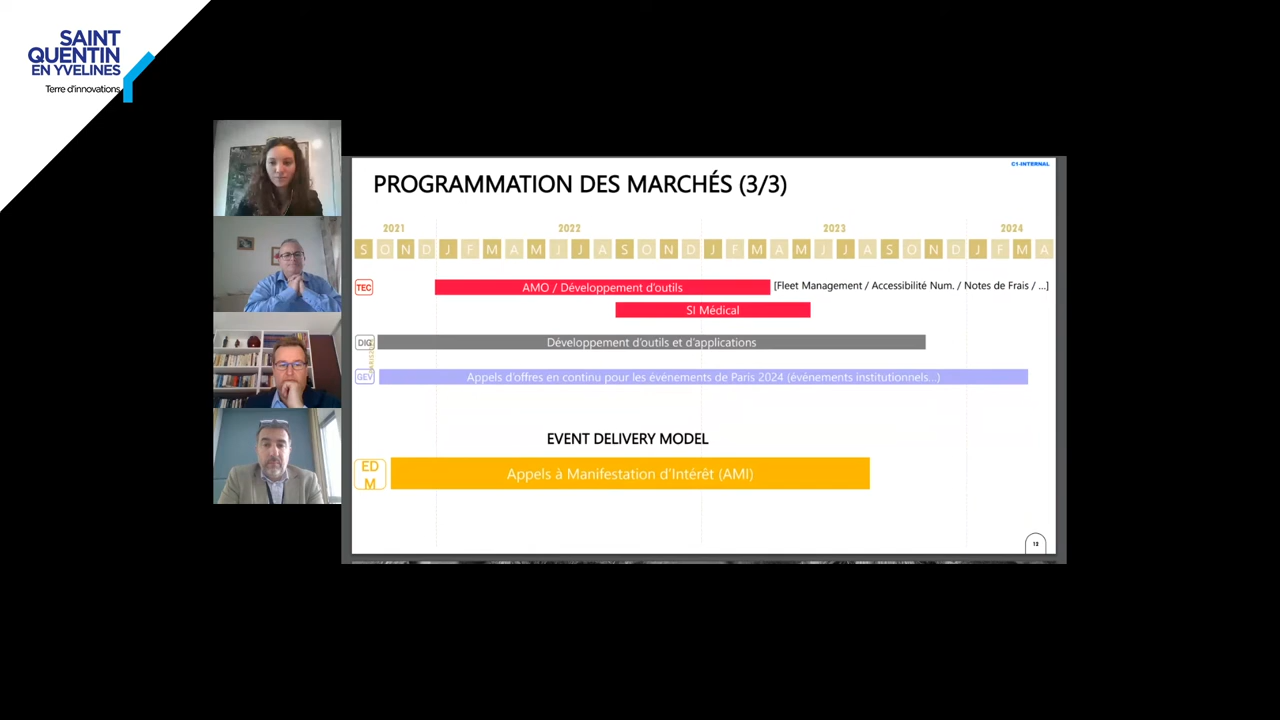 SAINT
QUENTIN
EN YVELINES
Terre d'innovations
C1-INTERNAL
PROGRAMMATION DES MARCHÉS (3/3)
2021 2022 2023 2024
S O N D J F M A M J J A S O N D J F M A M J J A S O N D J F M A
TEC AMO / Développement d'outils [Fleet Management / Accessibilité Num. / Notes de Frais / ...]
SI Médical
DIG Développement d'outils et d'applications
GEV Appels d'offres en continu pour les événements de Paris 2024 (événements institutionnels...)
EVENT DELIVERY MODEL
ED
M
Appels à Manifestation d'Intérêt (AMI)
12